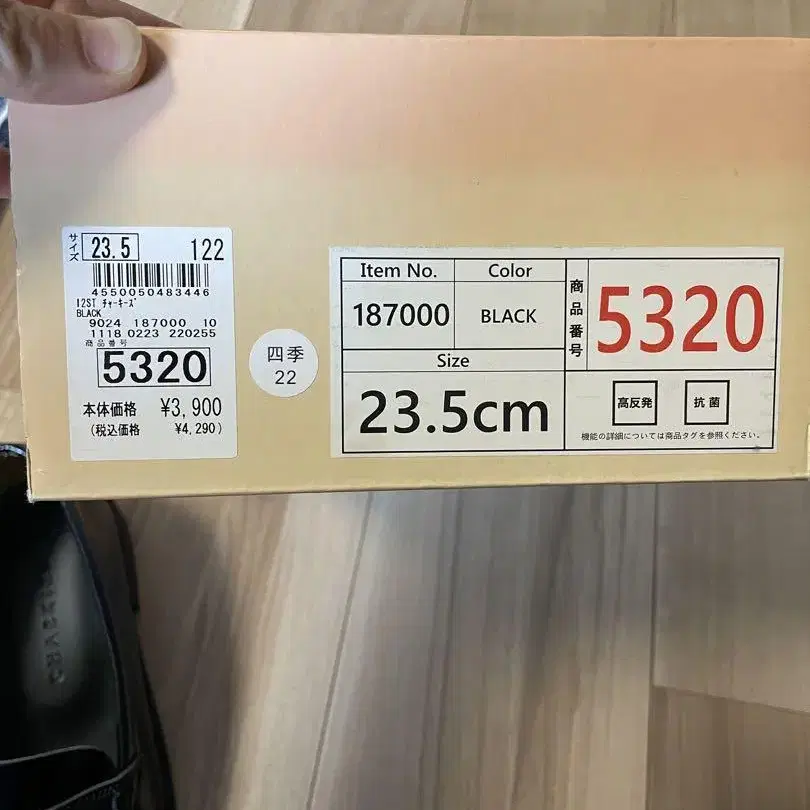 サイズ 23.5 122
4550050483446
I2ST チャーキーズ
BLACK
9024 187000 10
1118 0223 220255
商品番号
5320
本体価格 ¥3,900
(税込価格 ¥4,290)
四季
22
Item No. Color
187000 BLACK
Size
23.5cm
商品番号
5320
高反発 抗菌
機能の詳細については商品タグを参照ください。